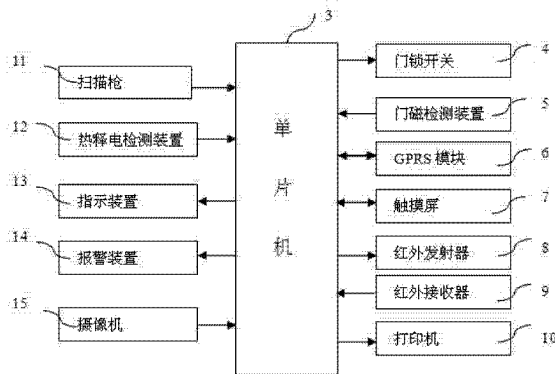 3
11
扫描枪
12
热释电检测装置
13
指示装置
14
报警装置
15
摄像机
单片机
门锁开关
4
门磁检测装置
5
GPRS 模块
6
触摸屏
7
红外发射器
8
红外接收器
9
打印机
10